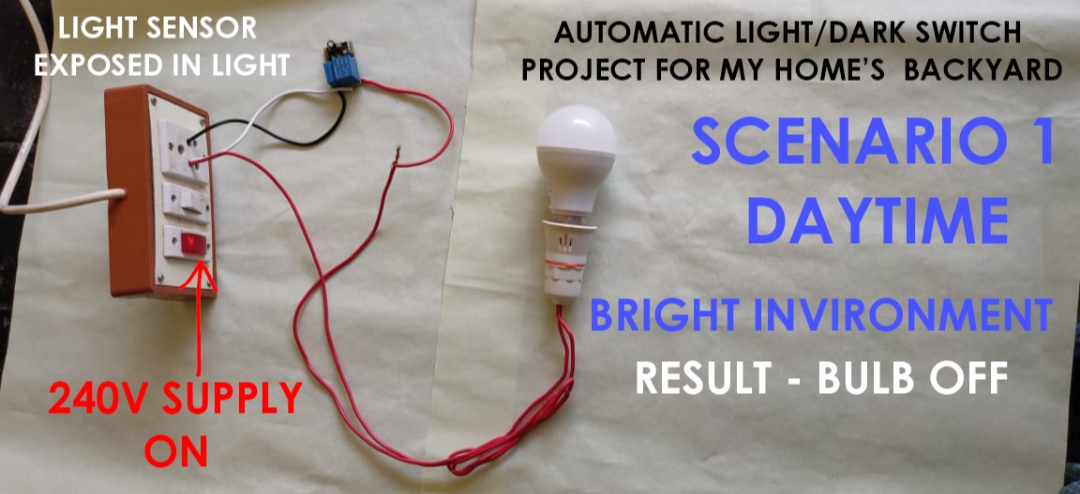 LIGHT SENSOR
EXPOSED IN LIGHT
AUTOMATIC LIGHT/DARK SWITCH
PROJECT FOR MY HOME'S BACKYARD
SCENARIO 1
DAYTIME
BRIGHT INVIRONMENT
RESULT - BULB OFF
240V SUPPLY
ON